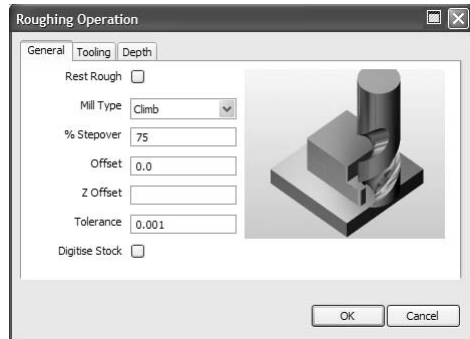 Roughing Operation
General Tooling Depth
Rest Rough
Mill Type Climb
% Stepover 75
Offset 0.0
Z Offset
Tolerance 0.001
Digitise Stock
OK Cancel